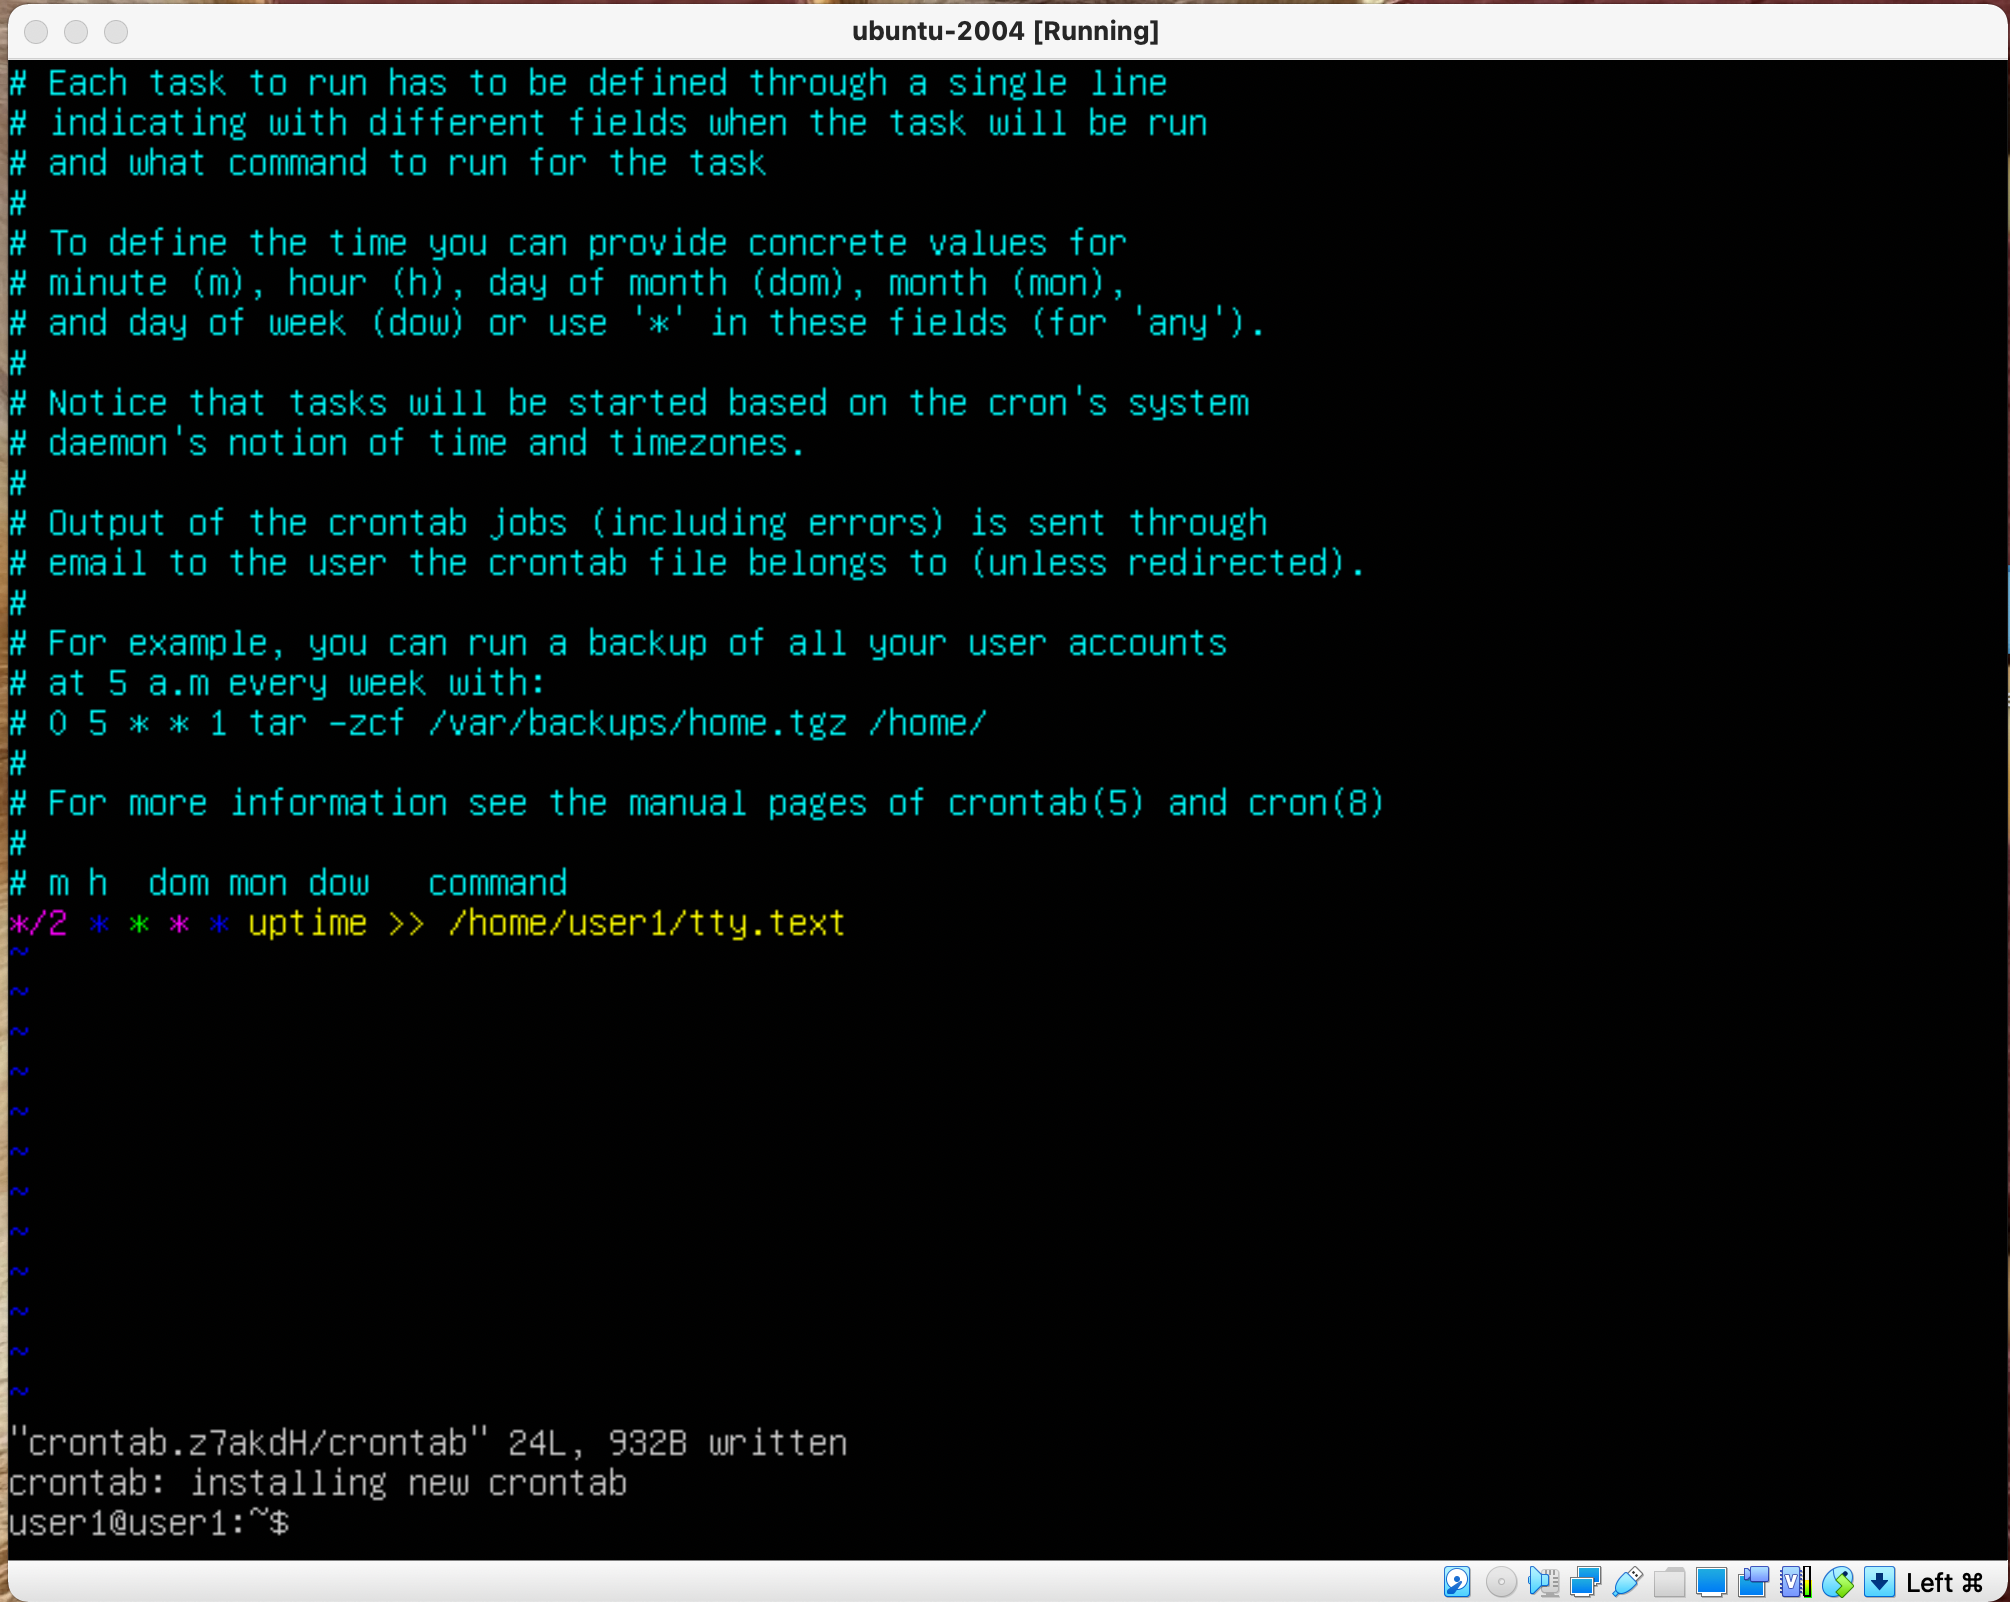 ubuntu-2004 [Running]
# Each task to run has to be defined through a single line
# indicating with different fields when the task will be run
# and what command to run for the task
#
# To define the time you can provide concrete values for
# minute (m), hour (h), day of month (dom), month (mon),
# and day of week (dow) or use '*' in these fields (for 'any').
#
# Notice that tasks will be started based on the cron's system
# daemon's notion of time and timezones.
#
# Output of the crontab jobs (including errors) is sent through
# email to the user the crontab file belongs to (unless redirected).
#
# For example, you can run a backup of all your user accounts
# at 5 a.m every week with:
# 0 5 * * 1 tar -zcf /var/backups/home.tgz /home/
#
# For more information see the manual pages of crontab(5) and cron(8)
#
# m h  dom mon dow   command
*/2 * * * * uptime >> /home/user1/tty.text
~
~
~
~
~
~
~
~
~
~
~
~
"crontab.z7akdH/crontab" 24L, 932B written
crontab: installing new crontab
user1@user1:~$
Left ⌘